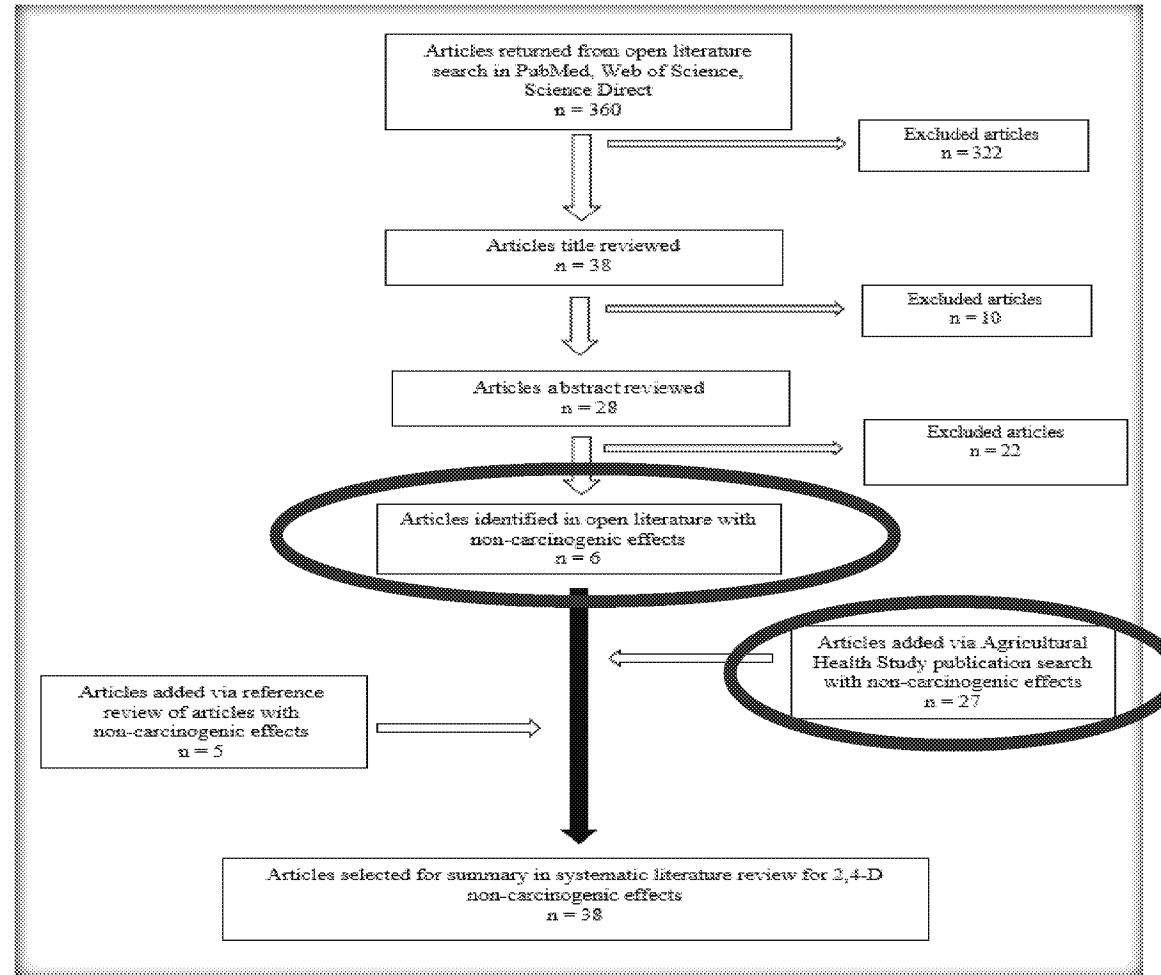 Articles returned from open literature
search in PubMed, Web of Science,
Science Direct
n = 360
Excluded articles
n = 322
Articles title reviewed
n = 38
Excluded articles
n = 10
Articles abstract reviewed
n = 28
Excluded articles
n = 22
Articles identified in open literature with
non-carcinogenic effects
n = 6
Articles added via Agricultural
Health Study publication search
with non-carcinogenic effects
n = 27
Articles added via reference
review of articles with
non-carcinogenic effects
n = 5
Articles selected for summary in systematic literature review for 2,4-D
non-carcinogenic effects
n = 38